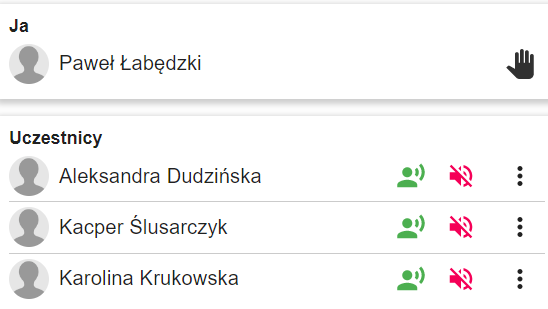 Ja
Paweł Łabędzki
Uczestnicy
Aleksandra Dudzińska
Kacper Ślusarczyk
Karolina Krukowska